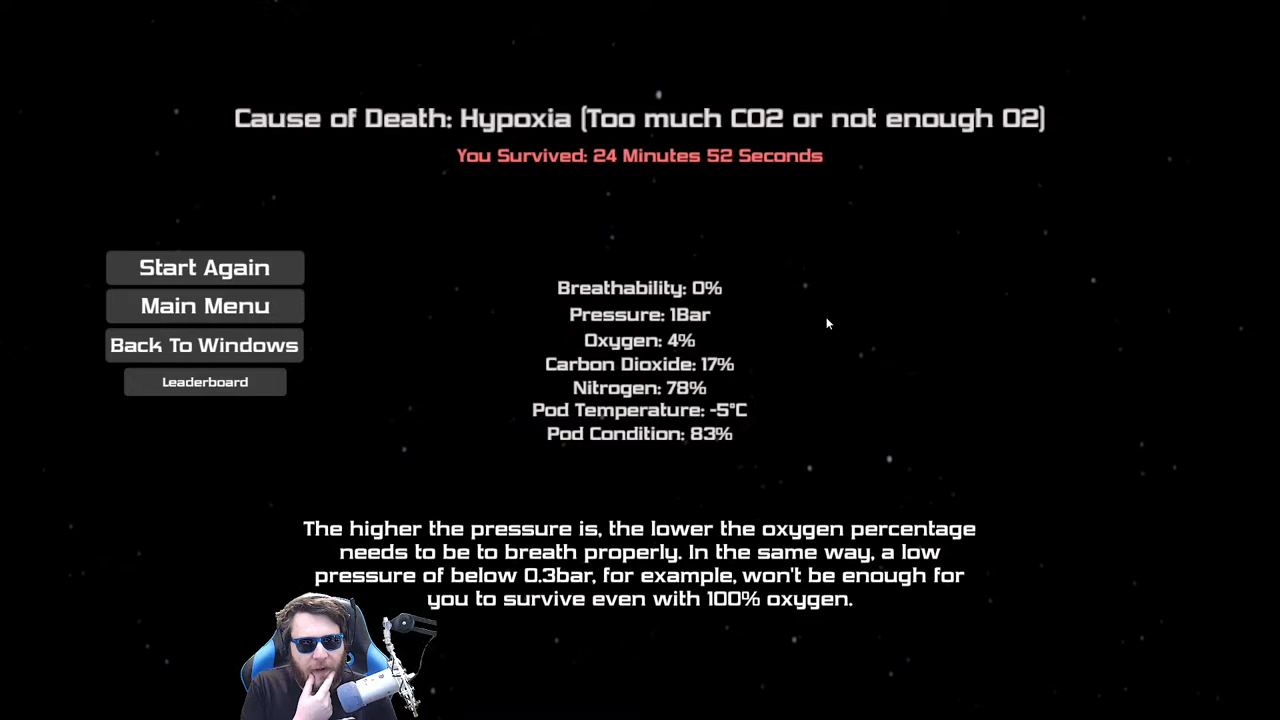 Cause of Death: Hypoxia (Too much CO2 or not enough O2)
You Survived: 24 Minutes 52 Seconds
Start Again
Main Menu
Back To Windows
Leaderboard
Breathability: 0%
Pressure: 1Bar
Oxygen: 4%
Carbon Dioxide: 17%
Nitrogen: 78%
Pod Temperature: -5°C
Pod Condition: 83%
The higher the pressure is, the lower the oxygen percentage
needs to be to breath properly. In the same way, a low
pressure of below 0.3bar, for example, won't be enough for
you to survive even with 100% oxygen.